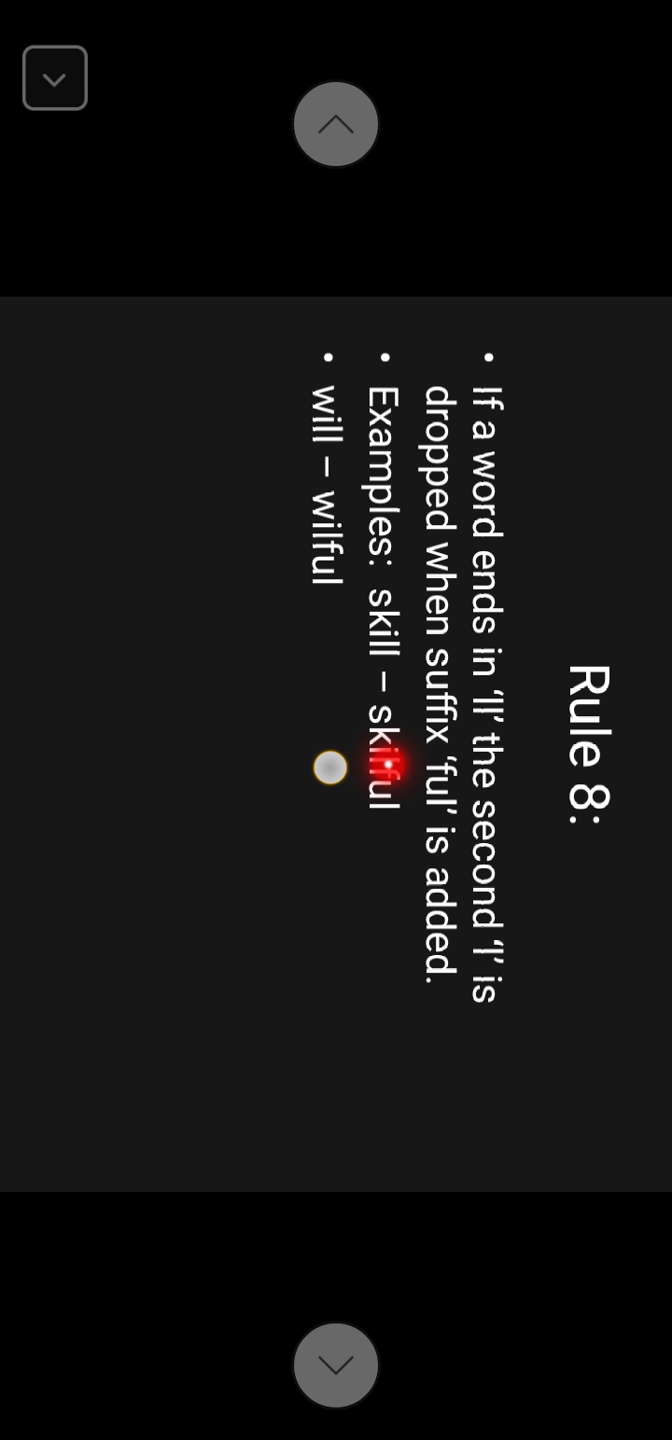 Rule 8:
• If a word ends in ‘ll’ the second ‘l’ is
dropped when suffix ‘ful’ is added.
• Examples: skill – skilful
• will – wilful